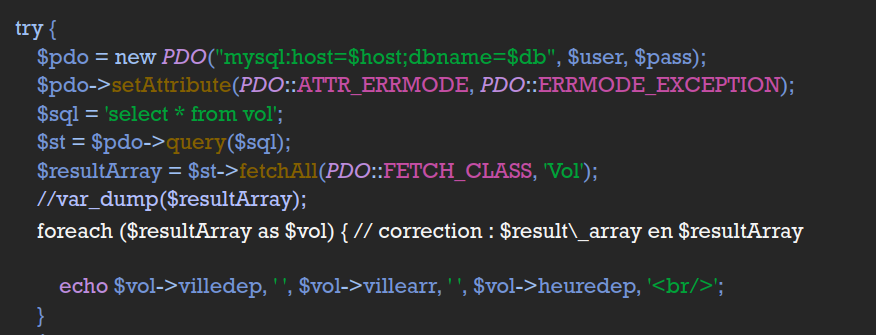 try {
$pdo = new PDO("mysql:host=$host;dbname=$db", $user, $pass);
$pdo->setAttribute(PDO::ATTR_ERRMODE, PDO::ERRMODE_EXCEPTION);
$sql = 'select * from vol';
$st = $pdo->query($sql);
$resultArray = $st->fetchAll(PDO::FETCH_CLASS, 'Vol');
//var_dump($resultArray);
foreach ($resultArray as $vol) { // correction : $result\_array en $resultArray
echo $vol->villedep, ' ', $vol->villearr, ' ', $vol->heuredep, '<br/>';
}